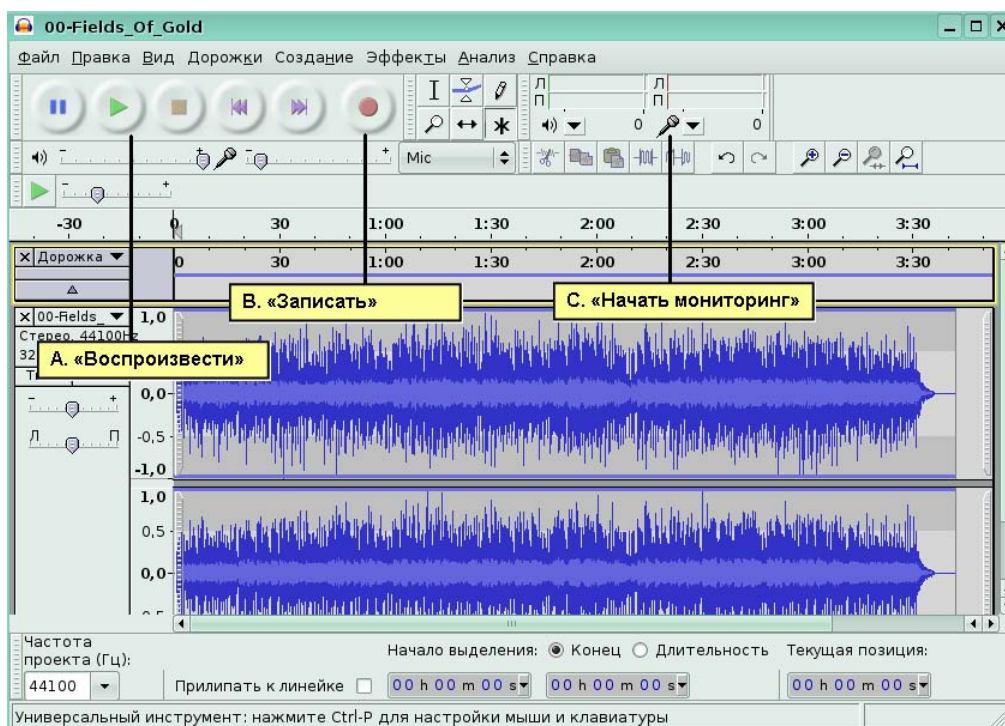 00-Fields_Of_Gold
Файл Правка Вид Дорожки Создание Эффекты Анализ Справка
Л Л
П П
0 0
- + - + Mic
- +
-30 0 30 1:00 1:30 2:00 2:30 3:00 3:30
× Дорожка 0 30 1:00 1:30 2:00 2:30 3:00 3:30
B. «Записать» C. «Начать мониторинг»
× 00-Fields_ 1,0
Стерео, 44100Hz
32
A. «Воспроизвести»
- + 0,0-
Л П -0,5-
-1,0
1,0
0,5-
0,0-
Частота
проекта (Гц):
Начало выделения: Конец Длительность Текущая позиция:
44100 Прилипать к линейке 00 h 00 m 00 s 00 h 00 m 00 s 00 h 00 m 00 s
Универсальный инструмент: нажмите Ctrl-P для настройки мыши и клавиатуры